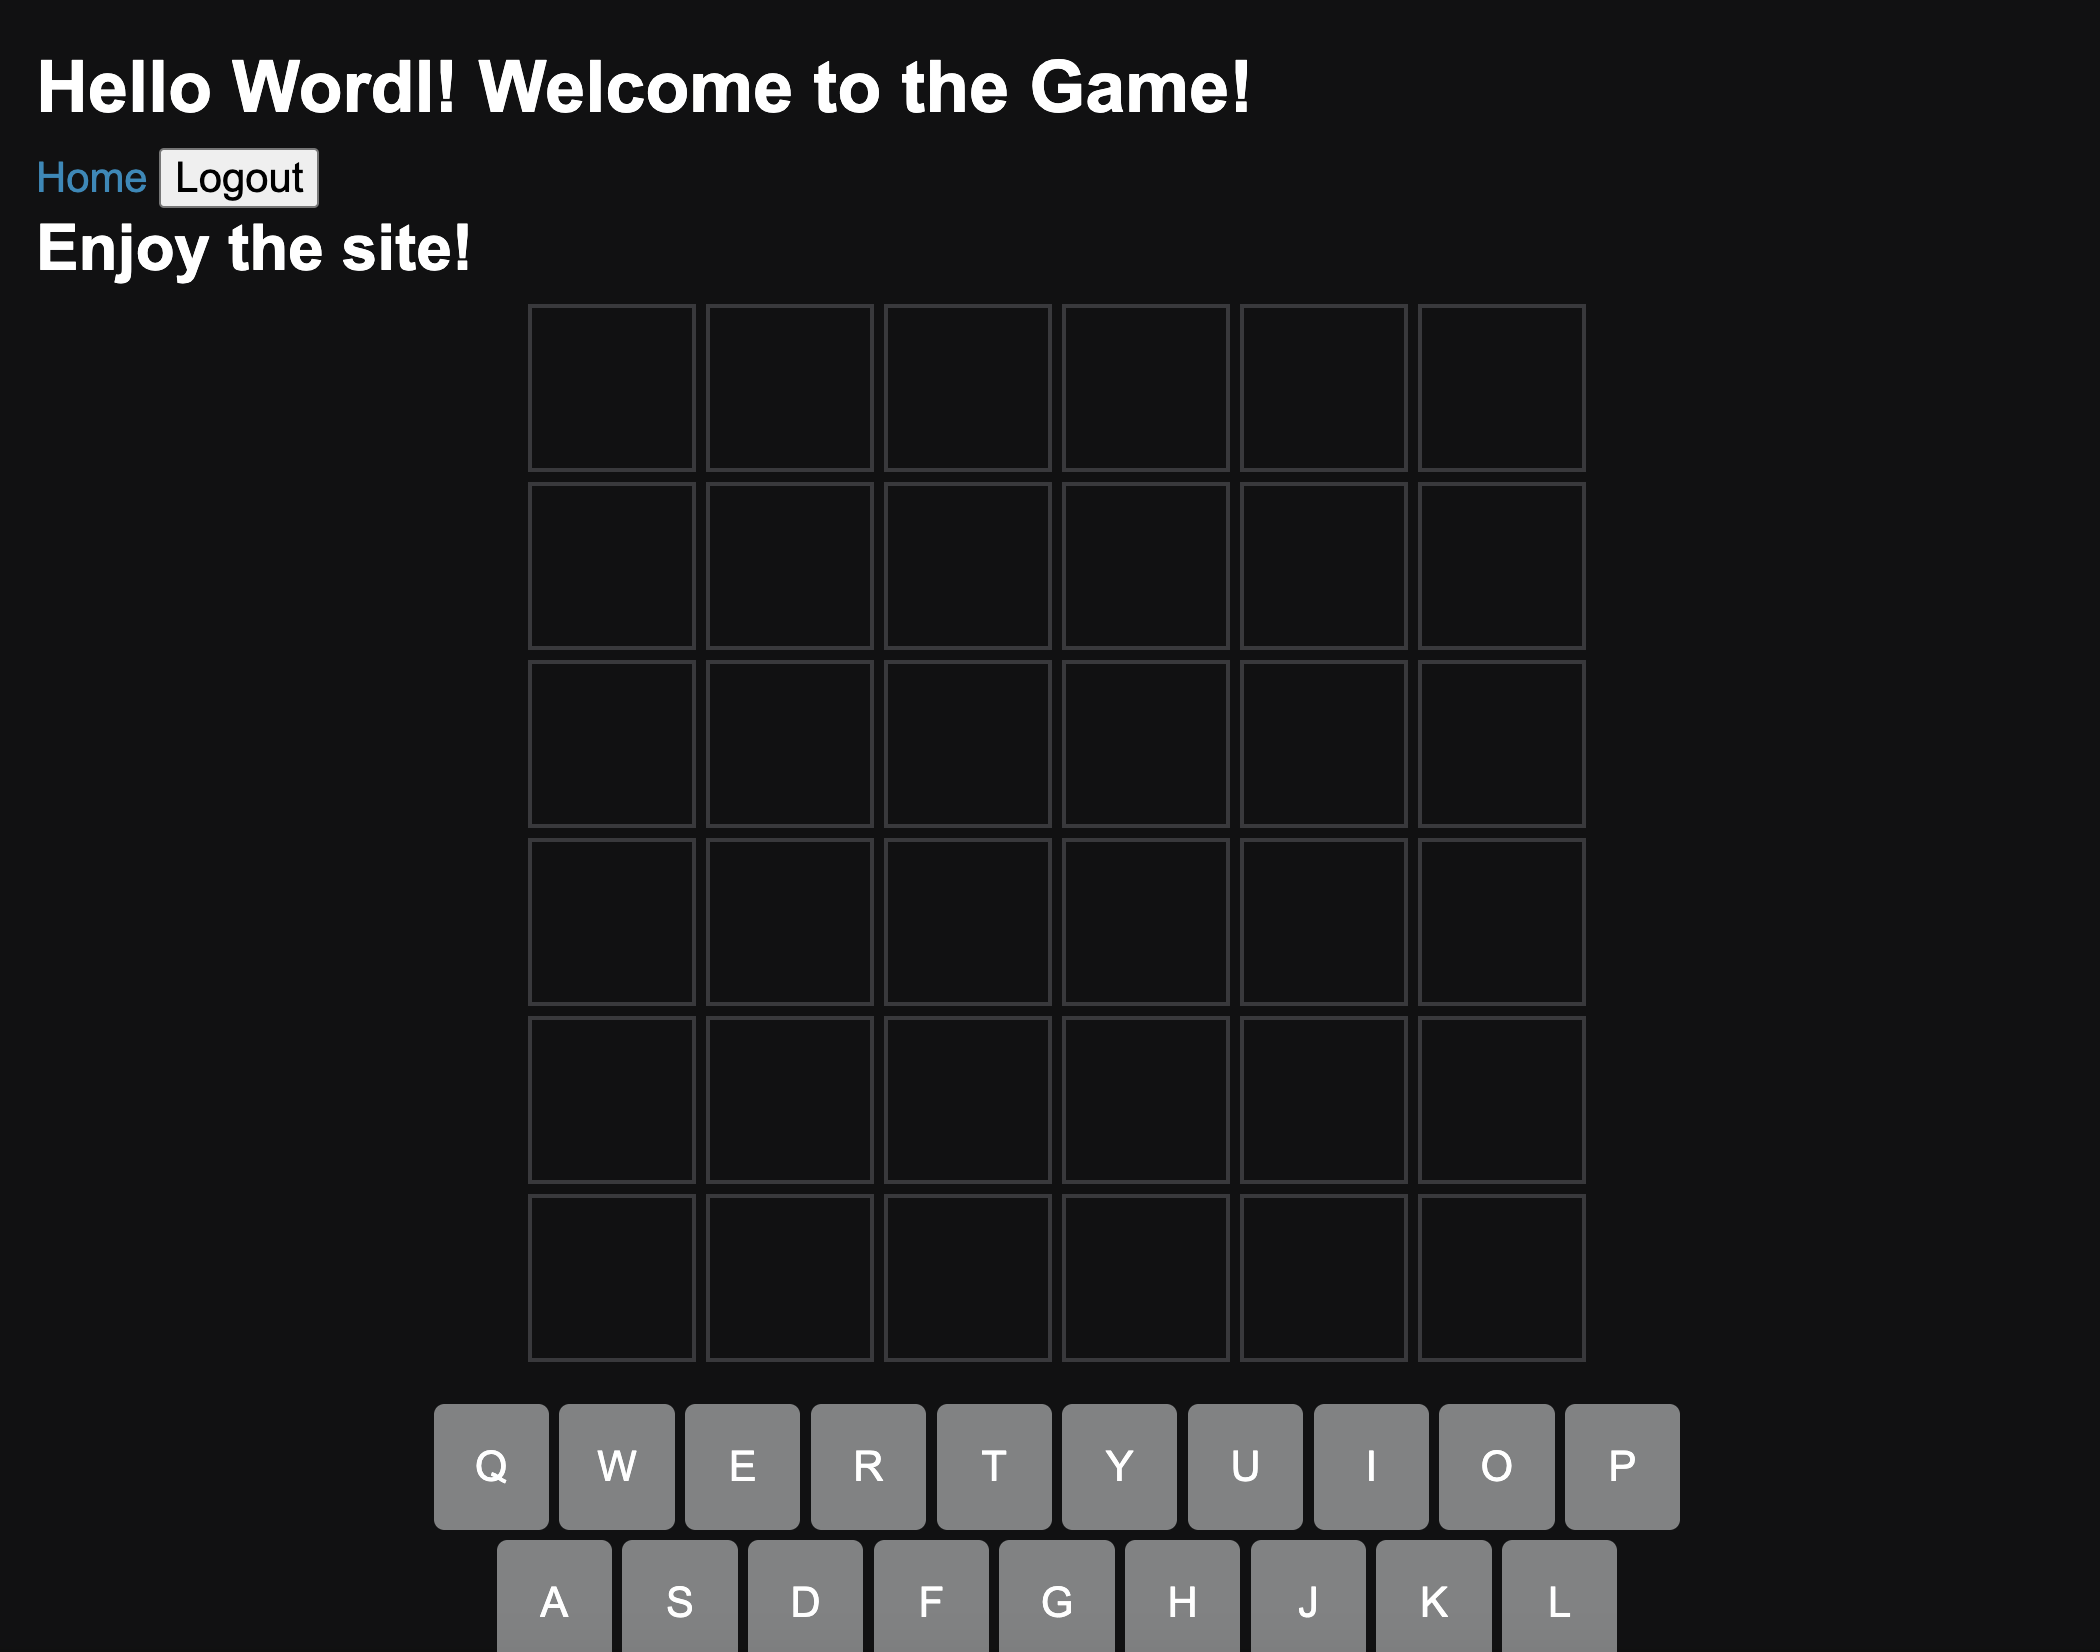 Hello Wordl! Welcome to the Game!
Home Logout
Enjoy the site!
Q W E R T Y U I O P
A S D F G H J K L